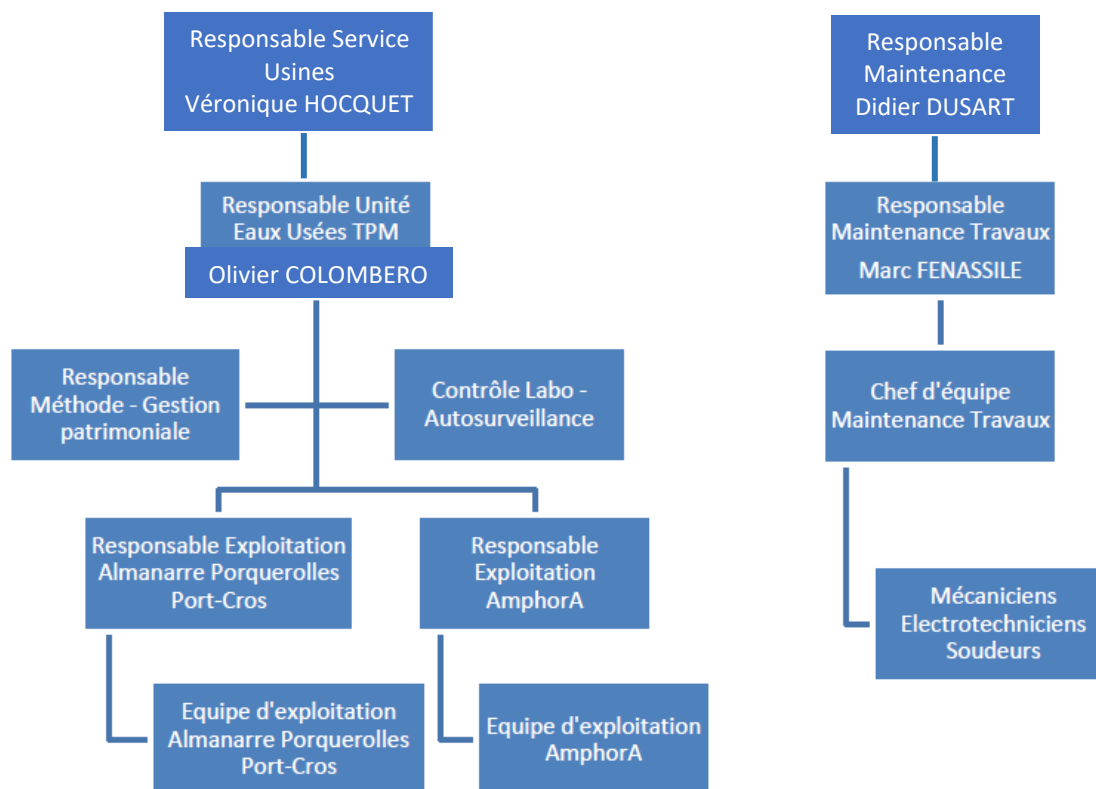 Responsable Service
Usines
Véronique HOCQUET
Responsable
Maintenance
Didier DUSART
Responsable Unité
Eaux Usées TPM
Olivier COLOMBERO
Responsable
Maintenance Travaux
Marc FENASSILE
Responsable
Méthode - Gestion
patrimoniale
Contrôle Labo -
Autosurveillance
Chef d'équipe
Maintenance Travaux
Responsable Exploitation
Almanarre Porquerolles
Port-Cros
Responsable
Exploitation
AmphorA
Mécaniciens
Electrotechniciens
Soudeurs
Equipe d'exploitation
Almanarre Porquerolles
Port-Cros
Equipe d'exploitation
AmphorA